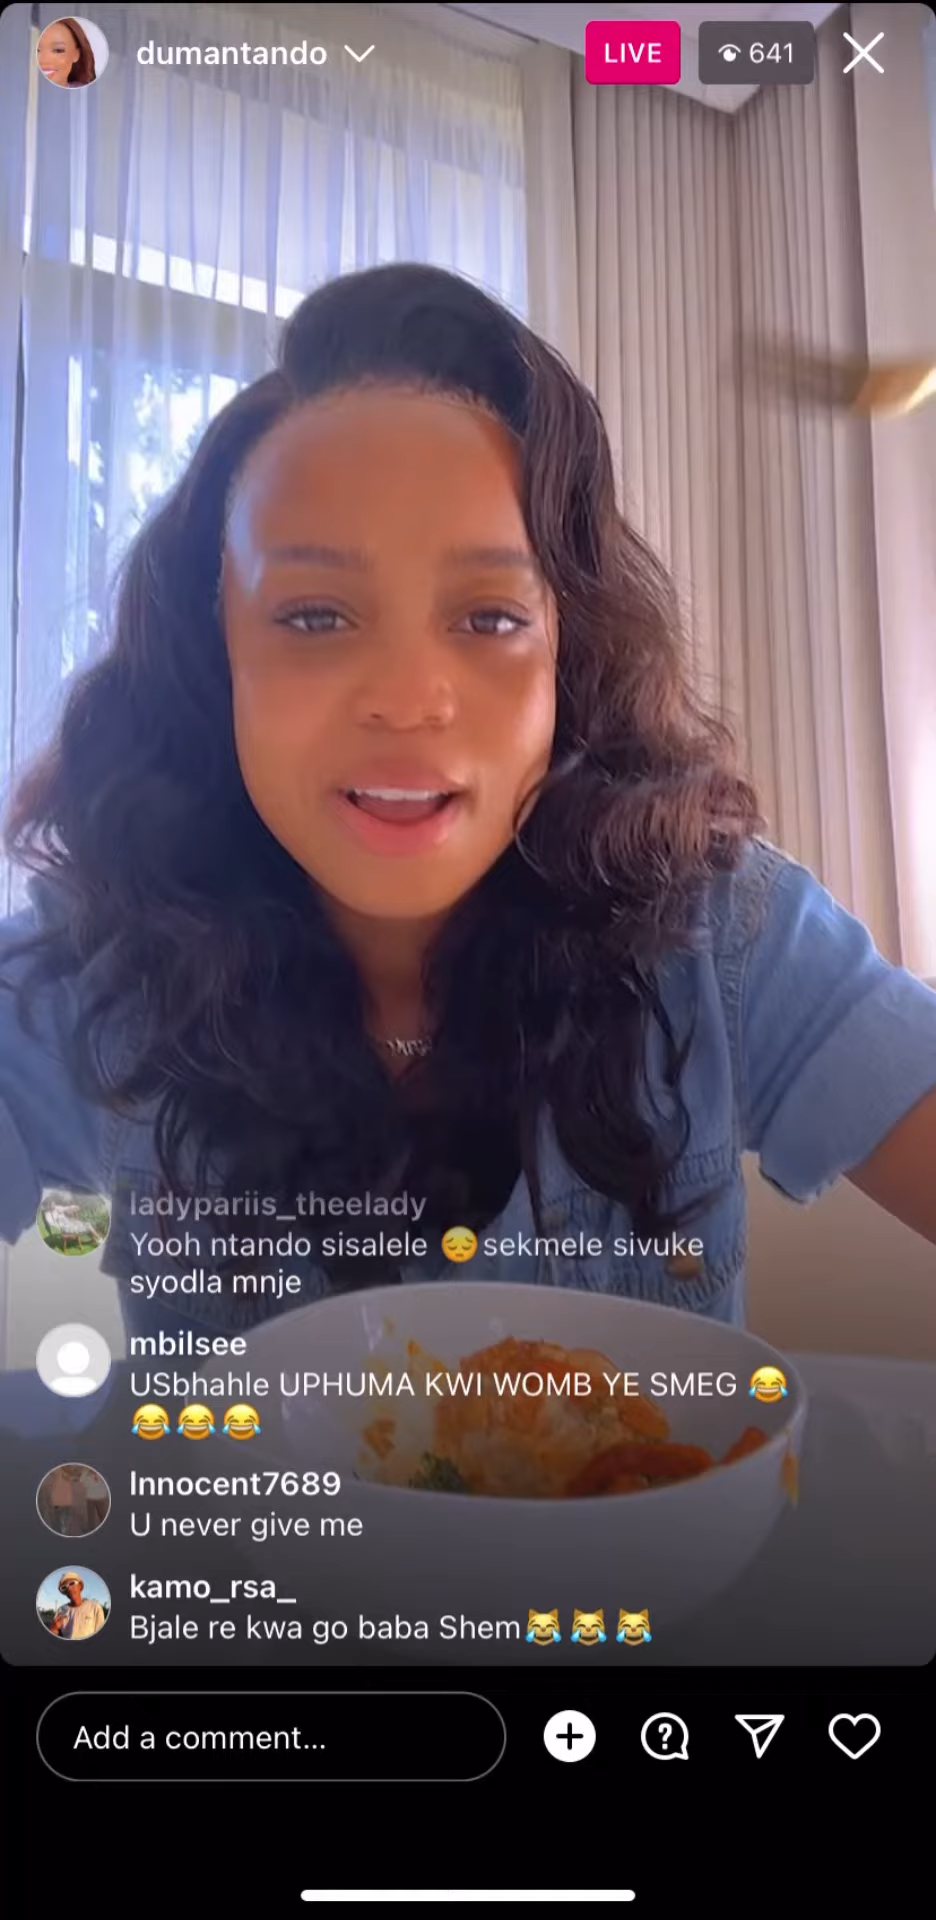 dumantando
LIVE
641
ladypariis_theelady
Yooh ntando sisalele 😔sekmele sivuke
syodla mnje
mbilsee
USbhahle UPHUMA KWI WOMB YE SMEG 😂
😂😂😂
Innocent7689
U never give me
kamo_rsa_
Bjale re kwa go baba Shem😹😹😹
Add a comment...